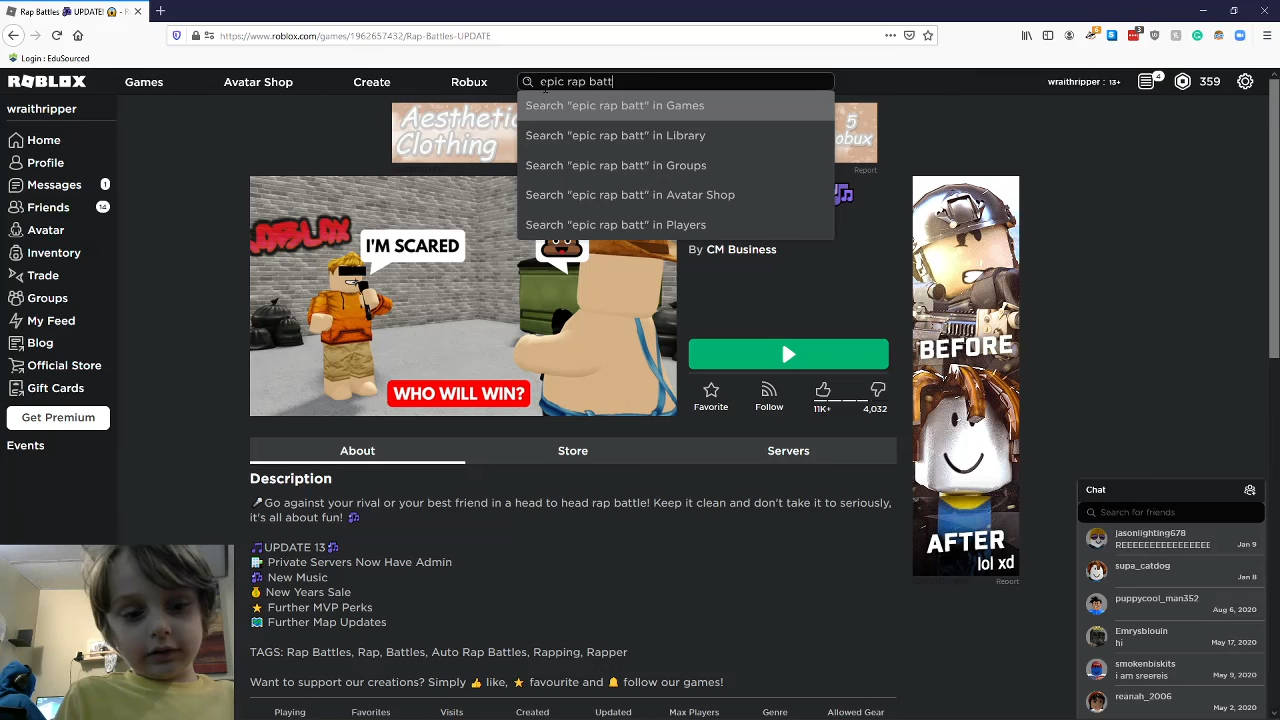 Rap Battles 🎶 UPDATE! 😱 - R
https://www.roblox.com/games/1962657432/Rap-Battles-UPDATE
Login : EduSourced
ROBLOX
Games
Avatar Shop
Create
Robux
epic rap batt
wraithripper : 13+
4
359
wraithripper
Home
Profile
Messages 1
Friends 14
Avatar
Inventory
Trade
Groups
My Feed
Blog
Official Store
Gift Cards
Get Premium
Events
Search "epic rap batt" in Games
Search "epic rap batt" in Library
Search "epic rap batt" in Groups
Search "epic rap batt" in Avatar Shop
Search "epic rap batt" in Players
Aesthetic
Clothing
5
Robux
Report
I'M SCARED
WHO WILL WIN?
By CM Business
Favorite
Follow
11K+
4,032
BEFORE
AFTER
lol xd
Report
About
Store
Servers
Description
🎤Go against your rival or your best friend in a head to head rap battle! Keep it clean and don't take it to seriously,
it's all about fun! 🎶
🎵UPDATE 13🎶
Private Servers Now Have Admin
🎶 New Music
💰 New Years Sale
⭐ Further MVP Perks
🗺️ Further Map Updates
TAGS: Rap Battles, Rap, Battles, Auto Rap Battles, Rapping, Rapper
Want to support our creations? Simply 👍 like, ⭐ favourite and 🔔 follow our games!
Playing
Favorites
Visits
Created
Updated
Max Players
Genre
Allowed Gear
Chat
Search for friends
jasonlighting678
REEEEEEEEEEEEEEEE
Jan 9
supa_catdog
Jan 8
puppycool_man352
Aug 6, 2020
Emrysblouin
hi
May 17, 2020
smokenbiskits
i am sreereis
May 9, 2020
reanah_2006
May 2, 2020